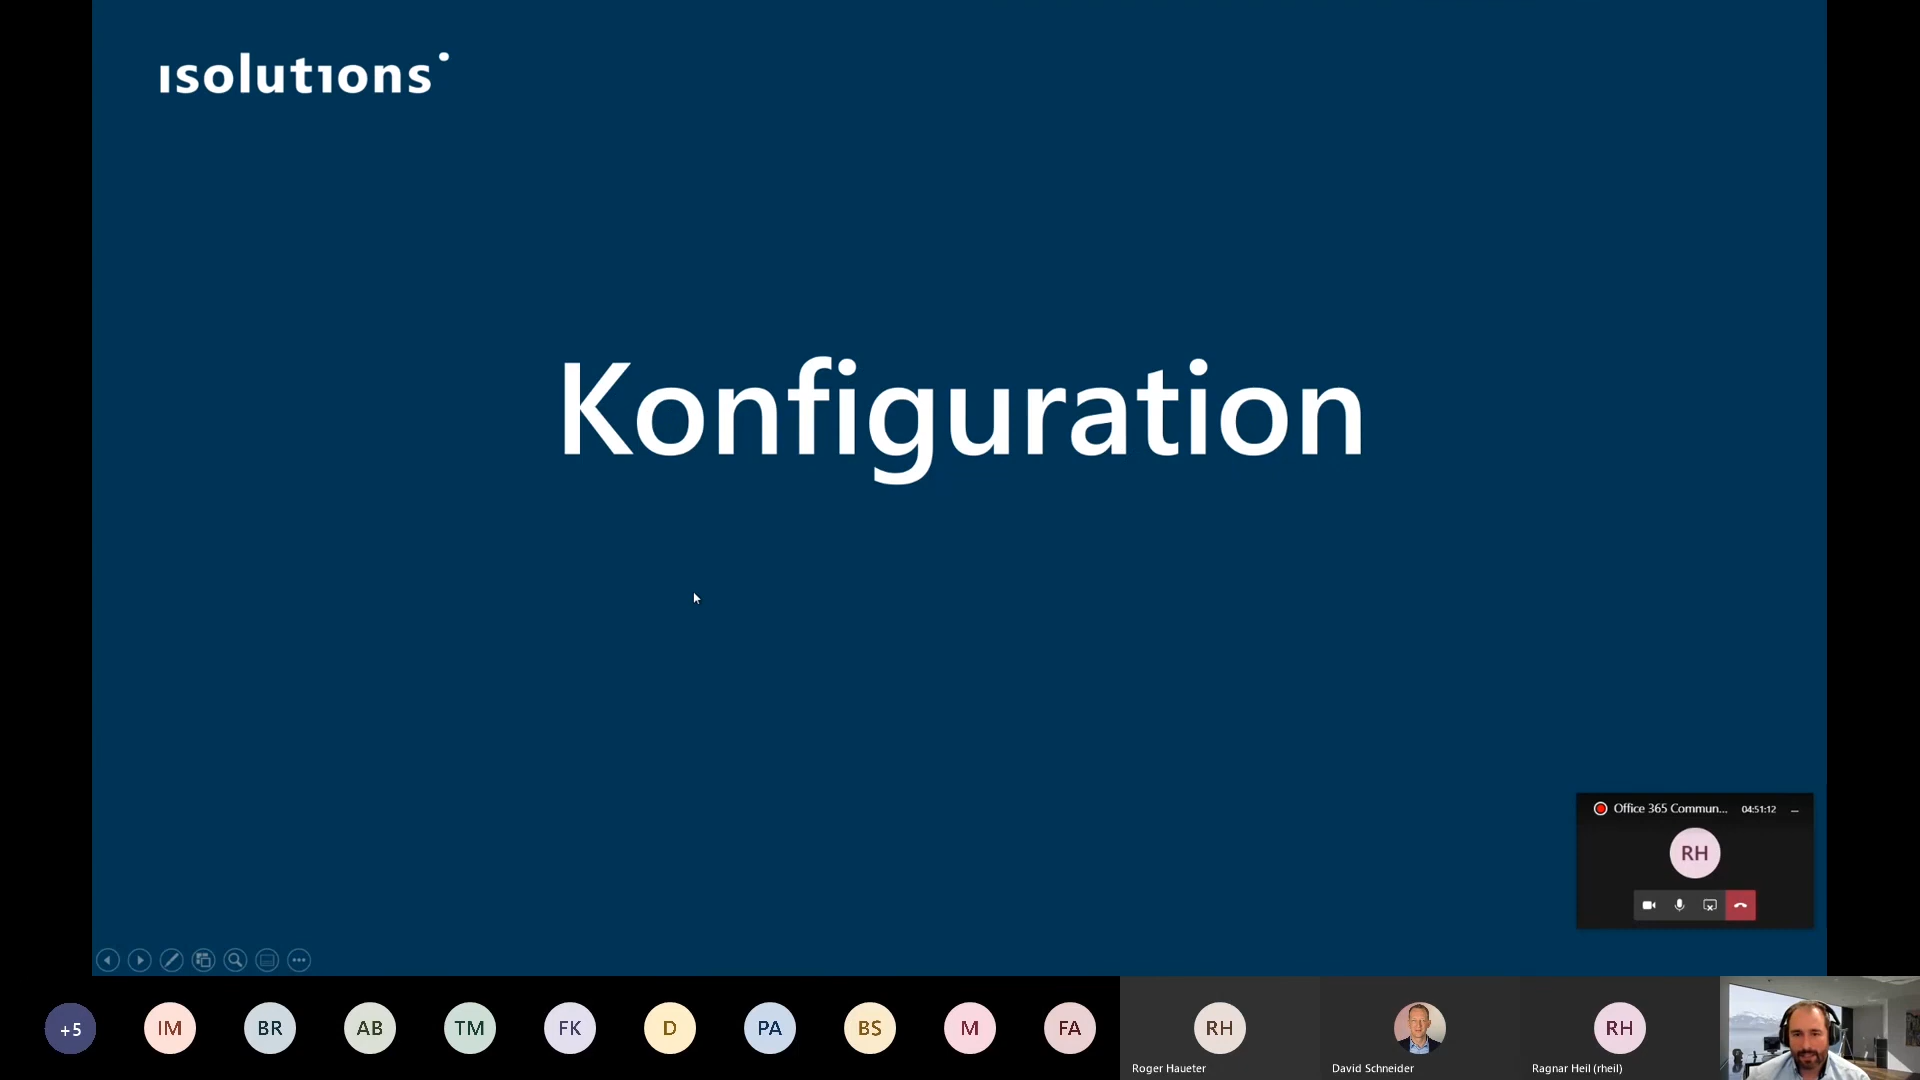 isolutions
Konfiguration
Office 365 Commun... 04:51:12
RH
+5 IM BR AB TM FK D PA BS M FA RH RH
Roger Haueter David Schneider Ragnar Heil (rheil)